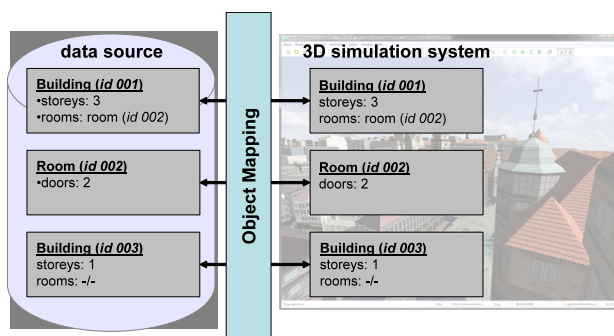 data source
3D simulation system
Object Mapping
Building (id 001)
•storeys: 3
•rooms: room (id 002)
Building (id 001)
storeys: 3
rooms: room (id 002)
Room (id 002)
•doors: 2
Room (id 002)
doors: 2
Building (id 003)
storeys: 1
rooms: -/-
Building (id 003)
storeys: 1
rooms: -/-